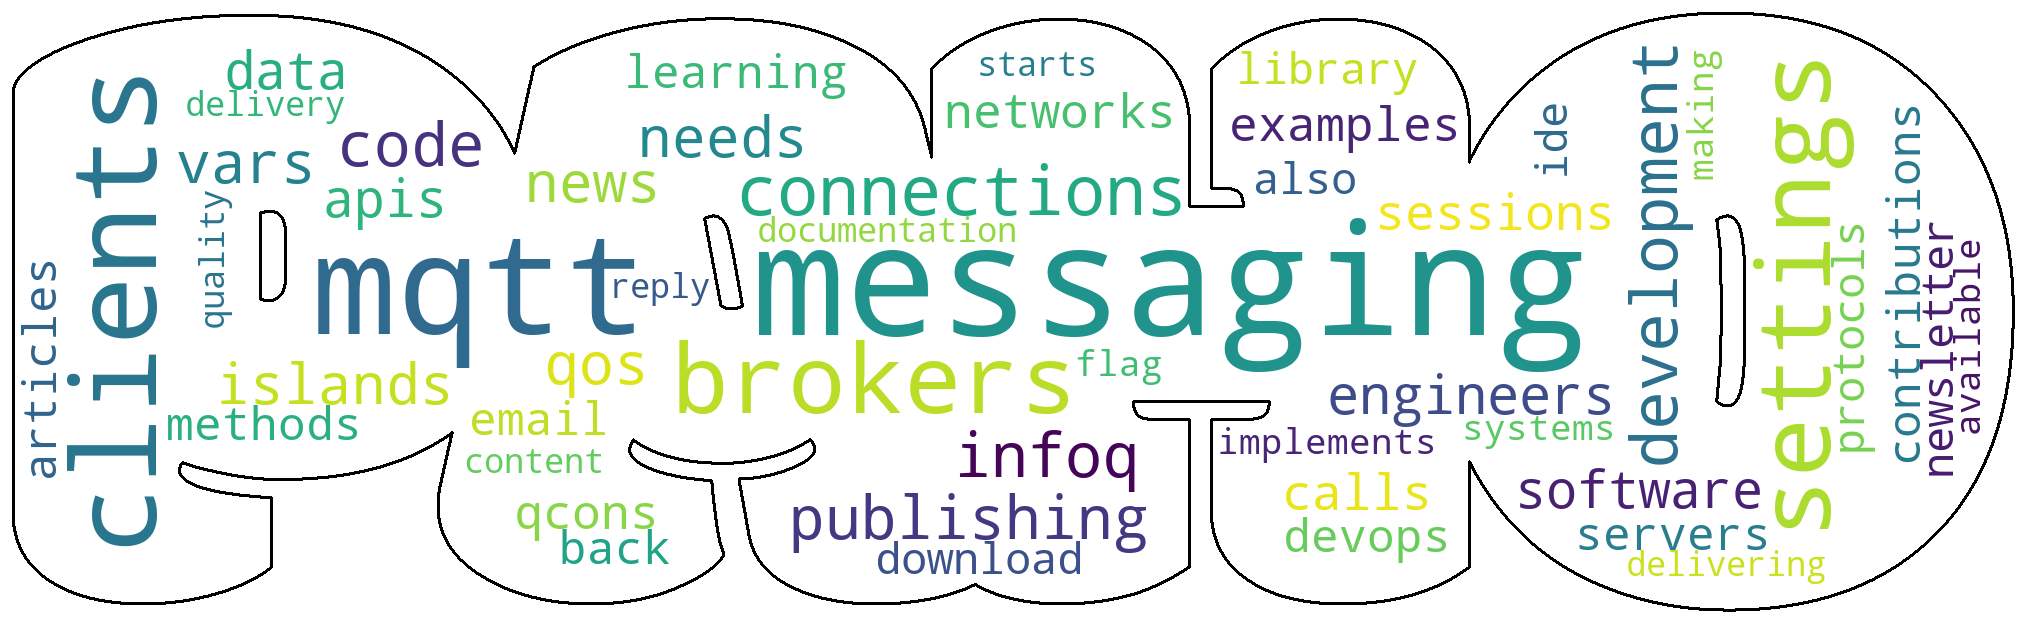 clients
articles
data
delivery
vars
quality
code
apis
mqtt
reply
islands
methods
learning
needs
news
qos
email
content
qcons
back
starts
networks
connections
documentation
messaging
brokers
flag
infoq
publishing
download
library
examples
also
sessions
engineers
implements
systems
calls
devops
ide
development
making
settings
protocols
contributions
newsletter
available
software
servers
delivering